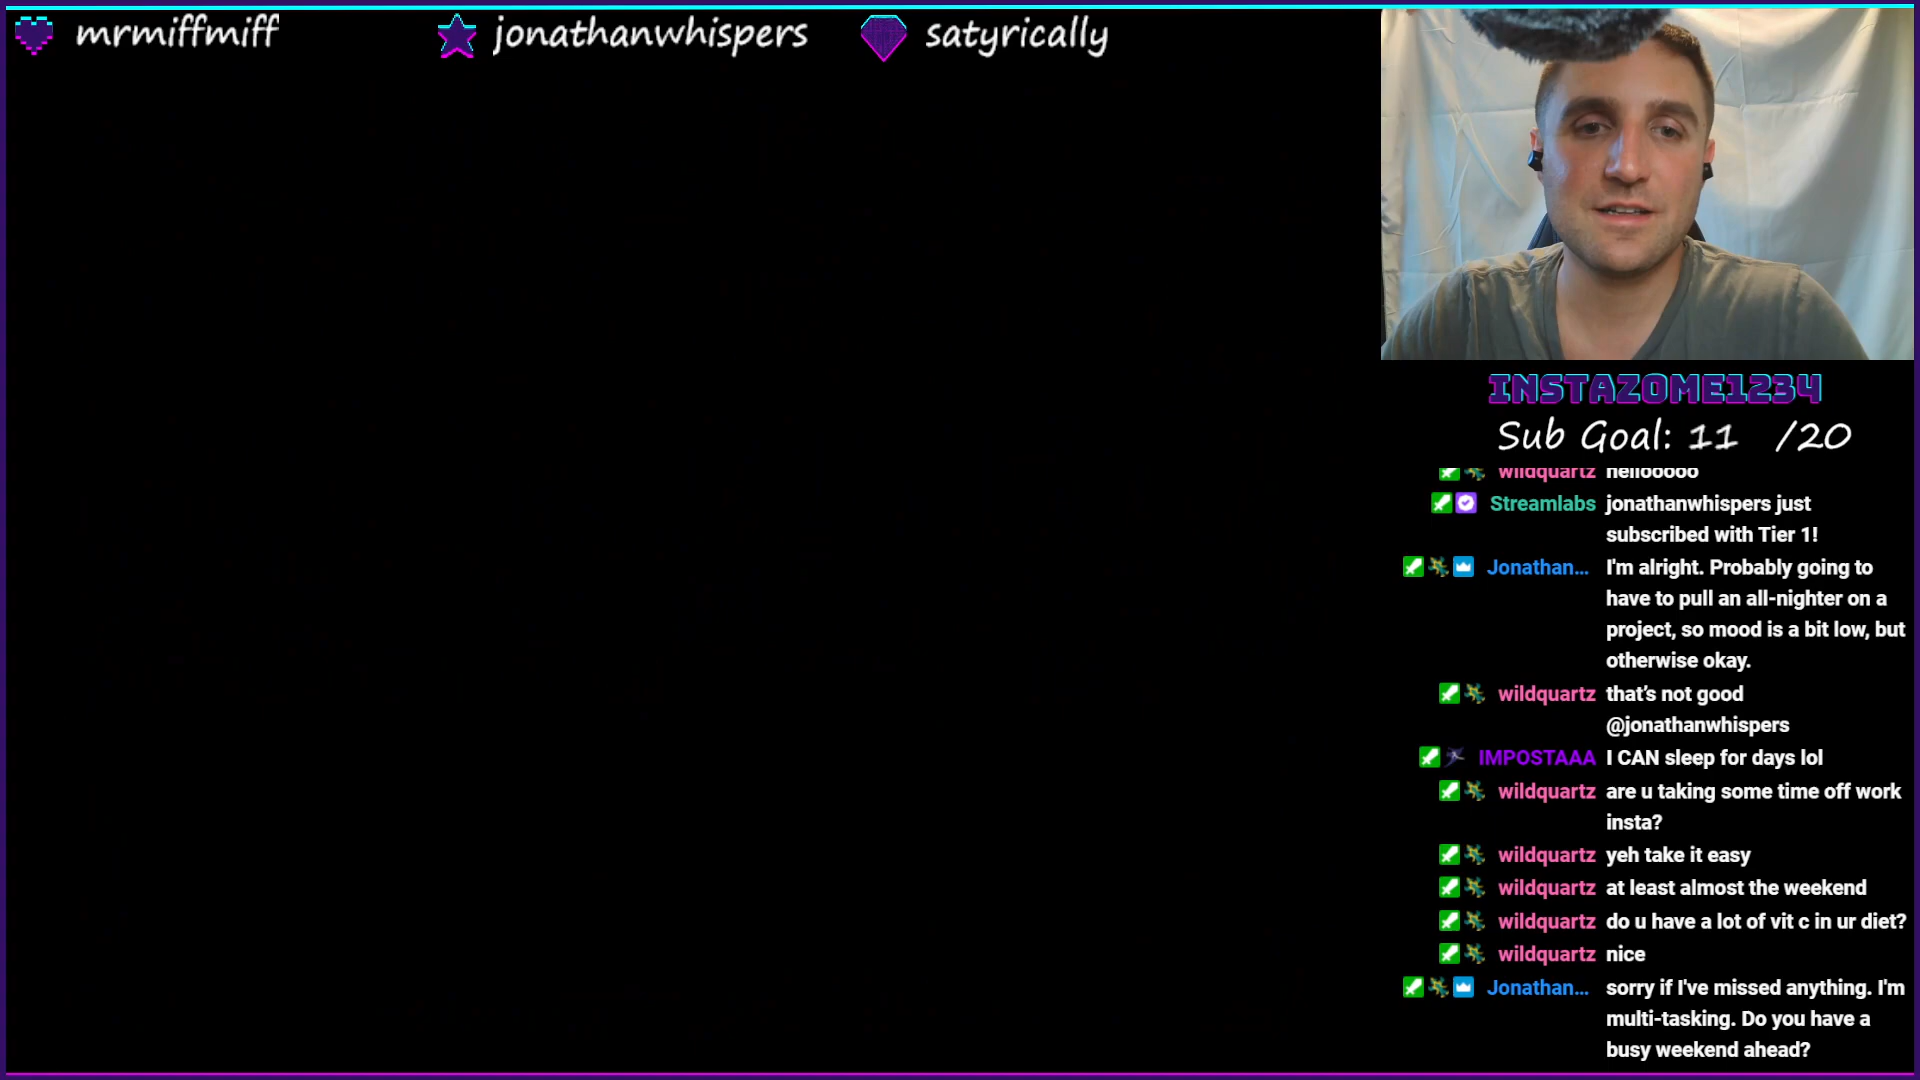 mrmiffmiff
jonathanwhispers
satyrically
INSTAZOME1234
Sub Goal: 11 /20
wildquartz hellooooo
Streamlabs jonathanwhispers just
subscribed with Tier 1!
Jonathan... I'm alright. Probably going to
have to pull an all-nighter on a
project, so mood is a bit low, but
otherwise okay.
wildquartz that's not good
@jonathanwhispers
IMPOSTAAA I CAN sleep for days lol
wildquartz are u taking some time off work
insta?
wildquartz yeh take it easy
wildquartz at least almost the weekend
wildquartz do u have a lot of vit c in ur diet?
wildquartz nice
Jonathan... sorry if I've missed anything. I'm
multi-tasking. Do you have a
busy weekend ahead?